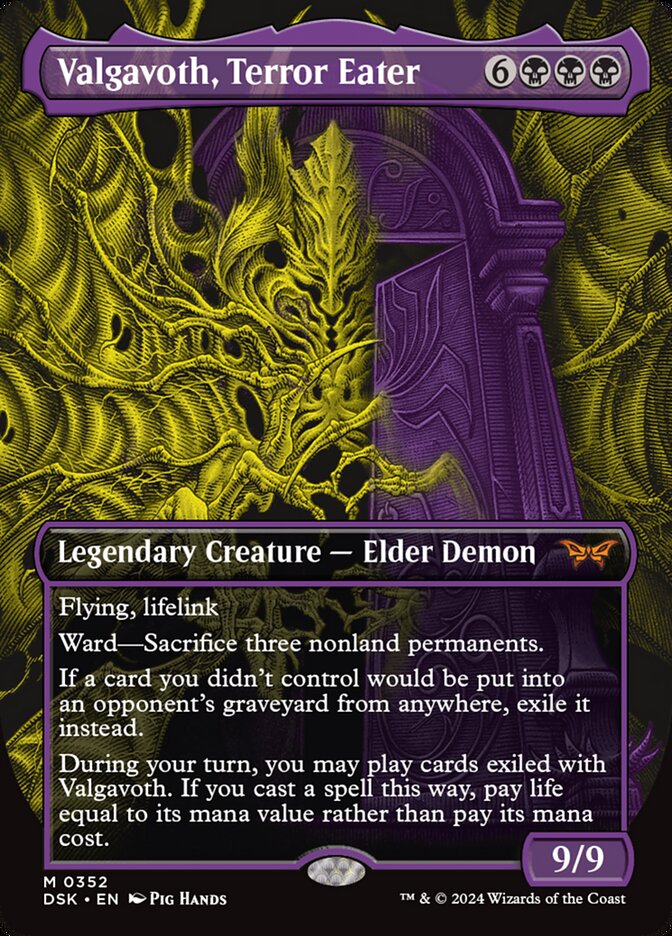 Valgavoth, Terror Eater 6
Legendary Creature — Elder Demon
Flying, lifelink
Ward—Sacrifice three nonland permanents.
If a card you didn't control would be put into
an opponent's graveyard from anywhere, exile it
instead.
During your turn, you may play cards exiled with
Valgavoth. If you cast a spell this way, pay life
equal to its mana value rather than pay its mana
cost.
9/9
M 0352
DSK • EN Pig Hands
™ & © 2024 Wizards of the Coast